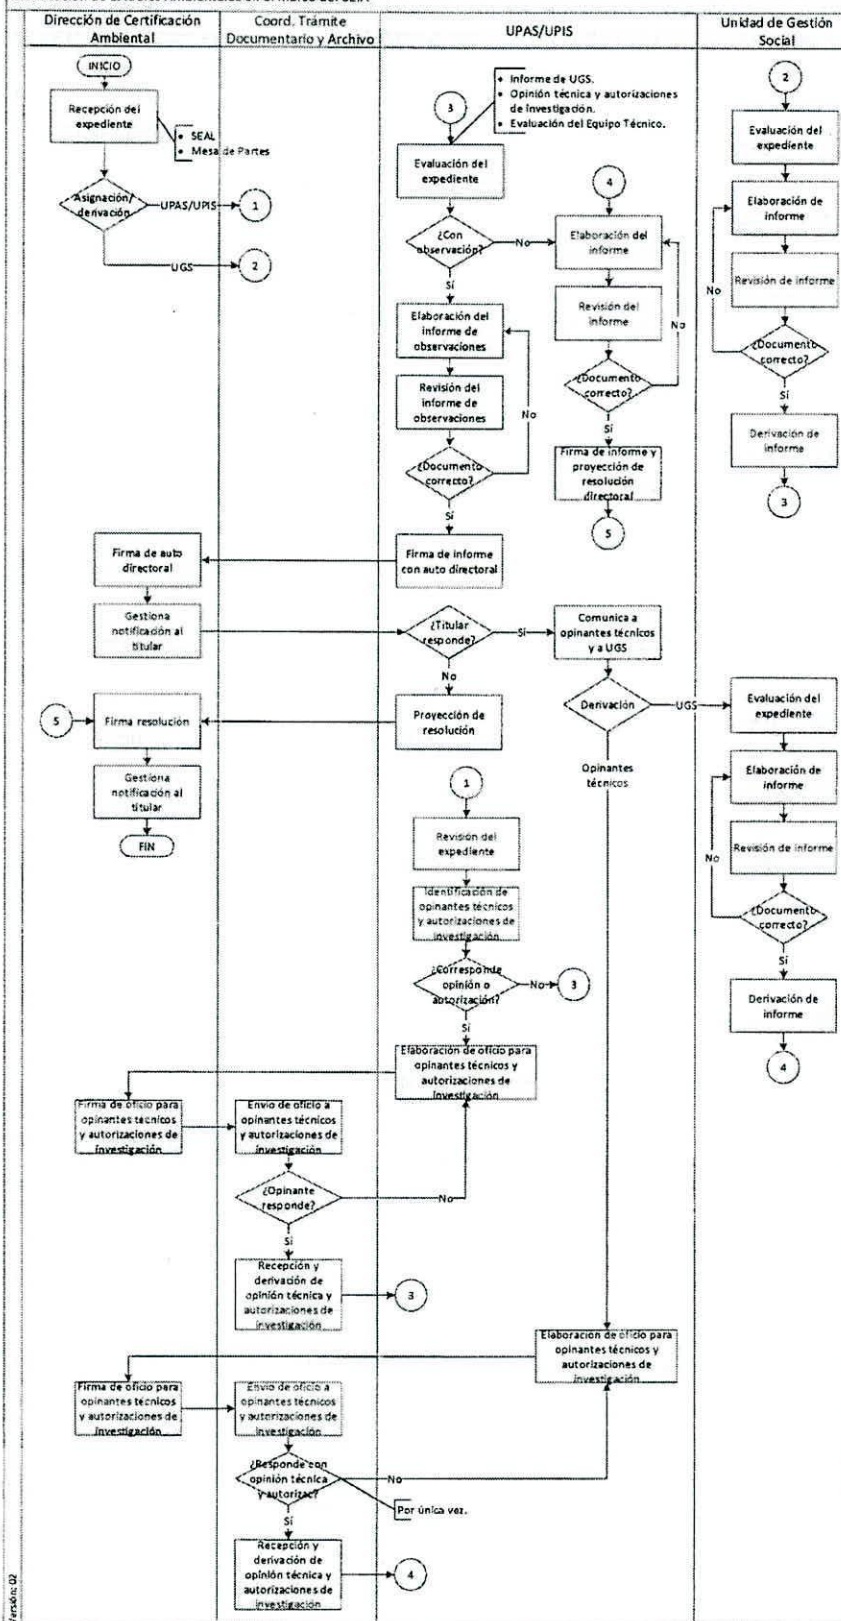 Dirección de Certificación
Ambiental
Coord. Trámite
Documentario y Archivo
UPAS/UPIS
Unidad de Gestión
Social
INICIO
Recepción del
expediente
• SEAL
• Mesa de Partes
Asignación/
derivación
UPAS/UPIS
1
UGS
2
3
• Informe de UGS.
• Opinión técnica y autorizaciones
de investigación.
• Evaluación del Equipo Técnico.
Evaluación del
expediente
¿Con
observación?
No
Sí
Elaboración del
informe de
observaciones
Revisión del
informe de
observaciones
No
¿Documento
correcto?
Sí
Firma de informe
con auto directoral
4
Elaboración del
informe
Revisión del
informe
No
¿Documento
correcto?
Sí
Firma de informe y
proyección de
resolución
directoral
5
2
Evaluación del
expediente
Elaboración de
informe
Revisión de informe
No
¿Documento
correcto?
Sí
Derivación de
informe
3
Firma de auto
directoral
Gestiona
notificación al
titular
¿Titular
responde?
Sí
Comunica a
opinantes técnicos
y a UGS
No
Proyección de
resolución
Derivación
UGS
Opinantes
técnicos
5
Firma resolución
Gestiona
notificación al
titular
FIN
Evaluación del
expediente
Elaboración de
informe
Revisión de informe
No
¿Documento
correcto?
Sí
Derivación de
informe
4
1
Revisión del
expediente
Identificación de
opinantes técnicos
y autorizaciones de
investigación
¿Corresponde
opinión o
autorización?
No
3
Sí
Elaboración de oficio para
opinantes técnicos y
autorizaciones de
investigación
Firma de oficio para
opinantes técnicos
y autorizaciones de
investigación
Envio de oficio a
opinantes técnicos
y autorizaciones de
investigación
¿Opinante
responde?
No
Sí
Recepción y
derivación de
opinión técnica y
autorizaciones de
investigación
3
Elaboración de oficio para
opinantes técnicos y
autorizaciones de
investigación
Firma de oficio para
opinantes técnicos
y autorizaciones de
investigación
Envio de oficio a
opinantes técnicos
y autorizaciones de
investigación
¿Responde con
opinión técnica
y autorizac?
No
Por única vez.
Sí
Recepción y
derivación de
opinión técnica y
autorizaciones de
investigación
4
Versión: 02